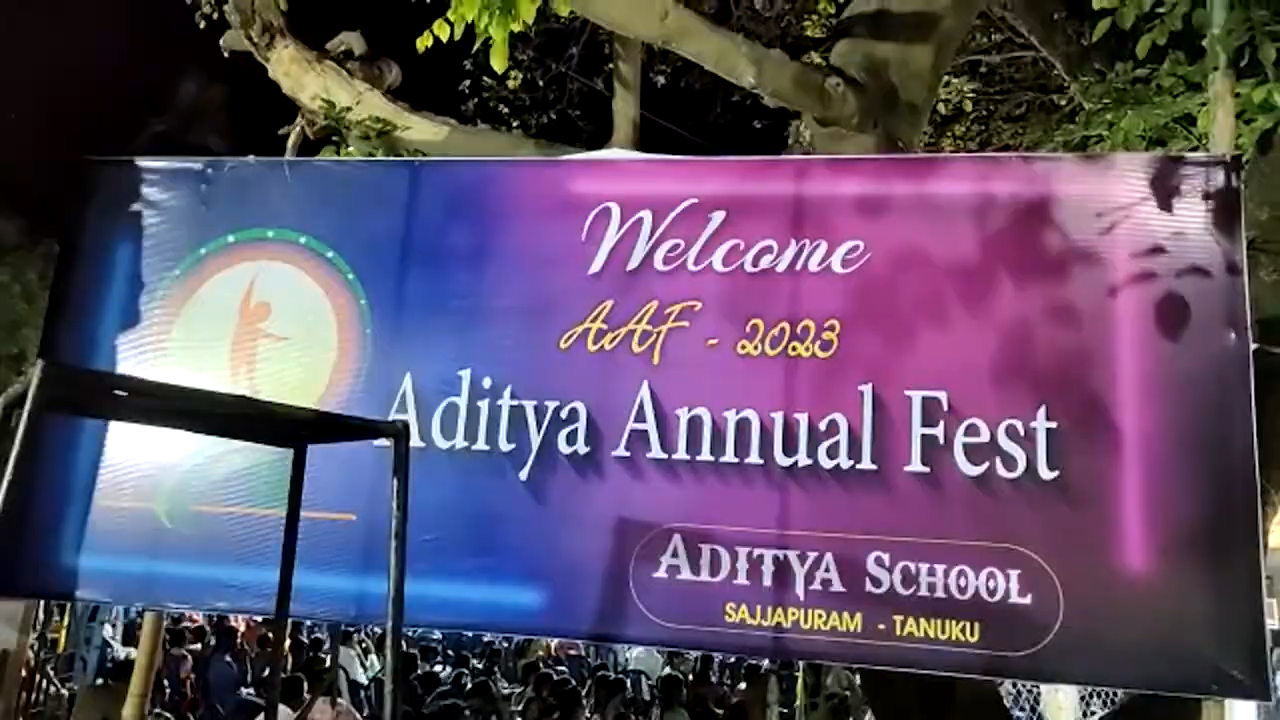 Welcome
AAF - 2023
Aditya Annual Fest
ADITYA SCHOOL
SAJJAPURAM - TANUKU